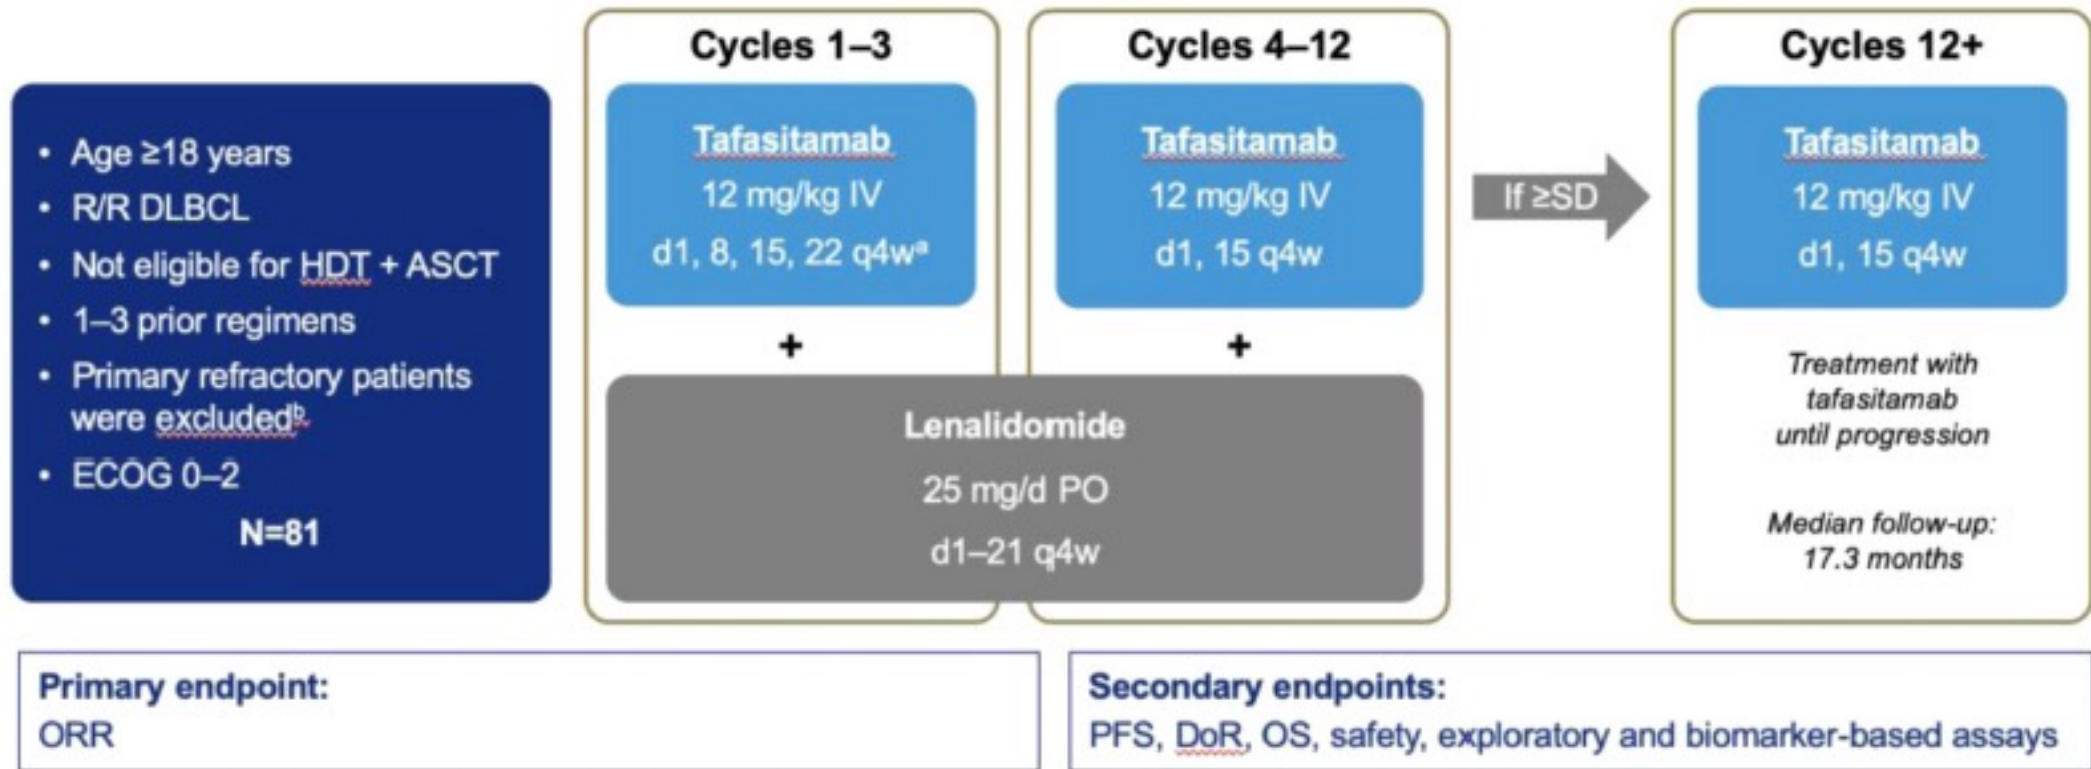 • Age ≥18 years
• R/R DLBCL
• Not eligible for HDT + ASCT
• 1–3 prior regimens
• Primary refractory patients
were excludedᵇ
• ECOG 0–2
N=81
Cycles 1–3
Tafasitamab
12 mg/kg IV
d1, 8, 15, 22 q4wᵃ
+
Cycles 4–12
Tafasitamab
12 mg/kg IV
d1, 15 q4w
+
Lenalidomide
25 mg/d PO
d1–21 q4w
If ≥SD
Cycles 12+
Tafasitamab
12 mg/kg IV
d1, 15 q4w
Treatment with
tafasitamab
until progression
Median follow-up:
17.3 months
Primary endpoint:
ORR
Secondary endpoints:
PFS, DoR, OS, safety, exploratory and biomarker-based assays